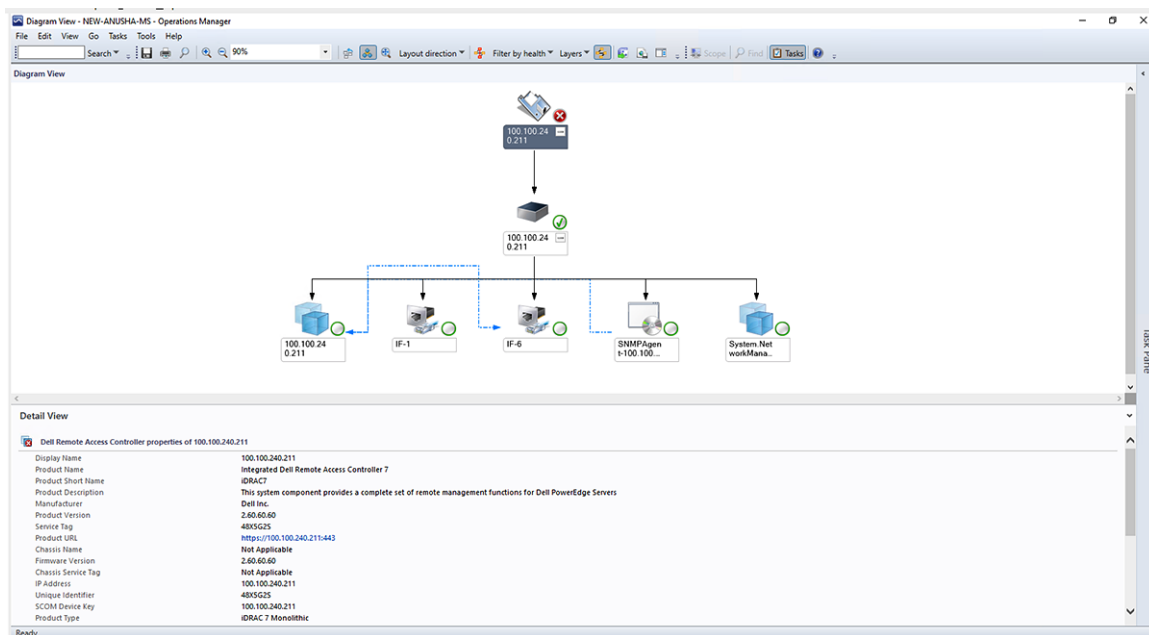 Diagram View - NEW-ANUSHA-MS - Operations Manager
File Edit View Go Tasks Tools Help
Search 90% Layout direction Filter by health Layers Scope Find Tasks
Diagram View
100.100.24
0.211
100.100.24
0.211
100.100.24
0.211
IF-1
IF-6
SNMPAgen
t-100.100...
System.Net
workMana...
Task Pane
Detail View
Dell Remote Access Controller properties of 100.100.240.211
Display Name 100.100.240.211
Product Name Integrated Dell Remote Access Controller 7
Product Short Name iDRAC7
Product Description This system component provides a complete set of remote management functions for Dell PowerEdge Servers
Manufacturer Dell Inc.
Product Version 2.60.60.60
Service Tag 48X5G2S
Product URL https://100.100.240.211:443
Chassis Name Not Applicable
Firmware Version 2.60.60.60
Chassis Service Tag Not Applicable
IP Address 100.100.240.211
Unique Identifier 48X5G2S
SCOM Device Key 100.100.240.211
Product Type iDRAC 7 Monolithic
Ready